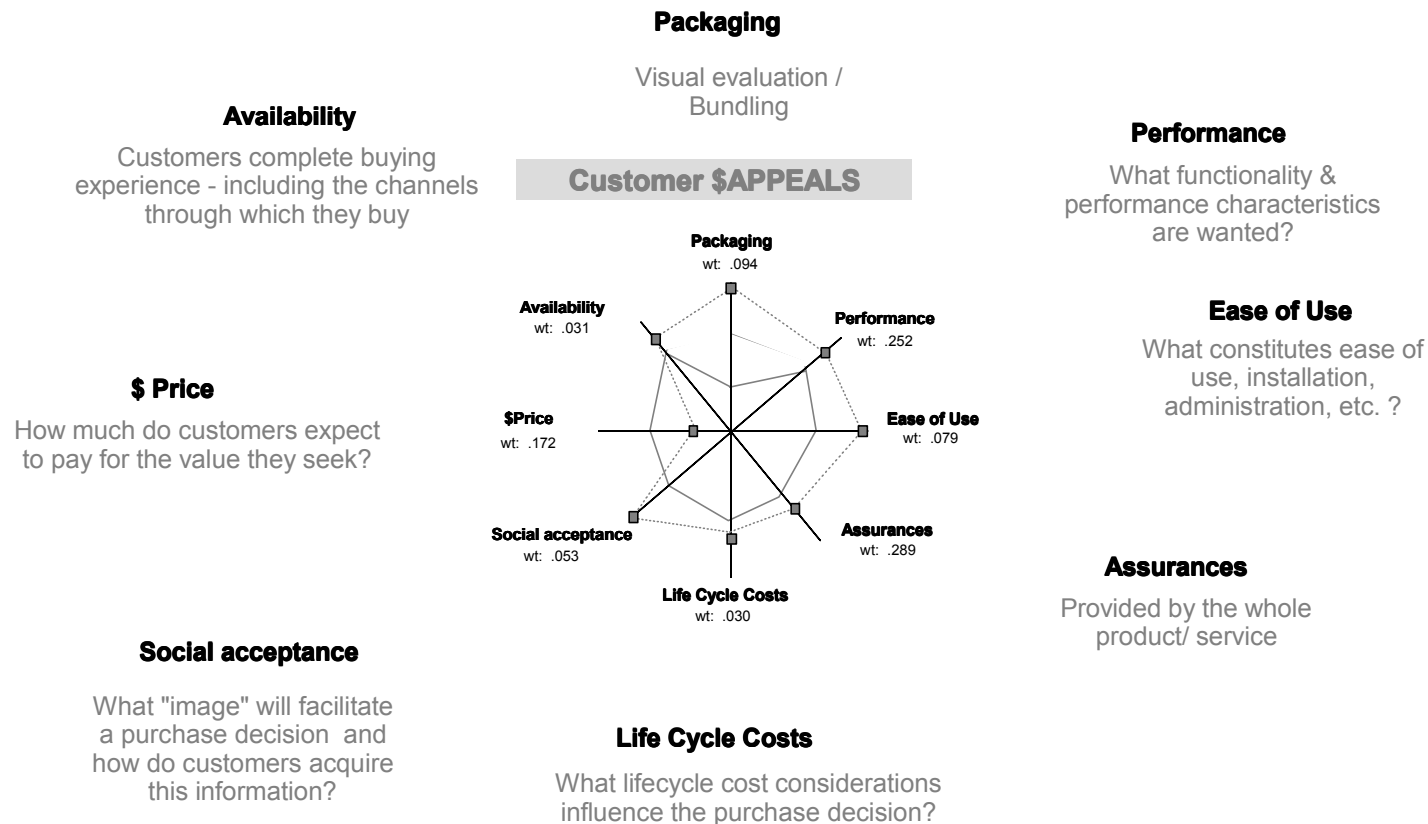 Packaging
Visual evaluation /
Bundling
Availability
Customers complete buying
experience - including the channels
through which they buy
Performance
What functionality &
performance characteristics
are wanted?
Customer $APPEALS
Packaging
wt: .094
Availability
wt: .031
Performance
wt: .252
Ease of Use
What constitutes ease of
use, installation,
administration, etc. ?
$ Price
How much do customers expect
to pay for the value they seek?
$Price
wt: .172
Ease of Use
wt: .079
Social acceptance
wt: .053
Assurances
wt: .289
Life Cycle Costs
wt: .030
Assurances
Provided by the whole
product/ service
Social acceptance
What "image" will facilitate
a purchase decision and
how do customers acquire
this information?
Life Cycle Costs
What lifecycle cost considerations
influence the purchase decision?